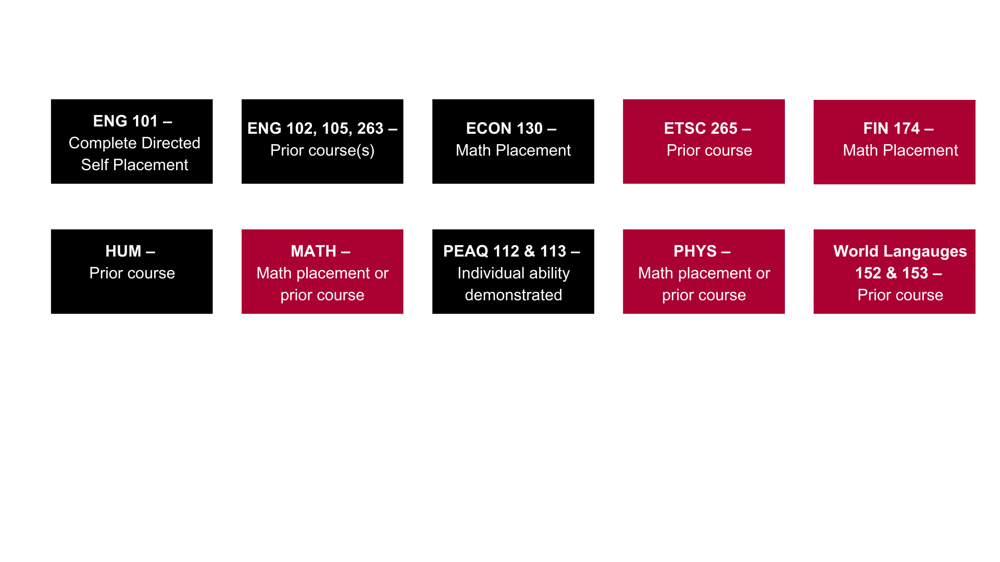 ENG 101 –
Complete Directed
Self Placement
ENG 102, 105, 263 –
Prior course(s)
ECON 130 –
Math Placement
ETSC 265 –
Prior course
FIN 174 –
Math Placement
HUM –
Prior course
MATH –
Math placement or
prior course
PEAQ 112 & 113 –
Individual ability
demonstrated
PHYS –
Math placement or
prior course
World Langauges
152 & 153 –
Prior course